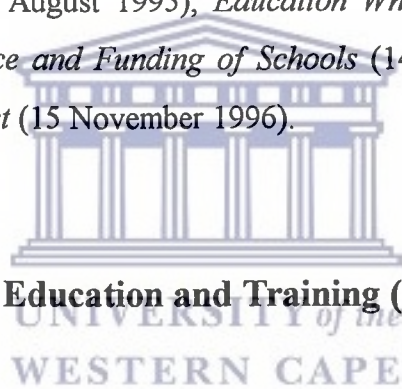 August 1995), Education Wh
ce and Funding of Schools (14
t (15 November 1996).
Education and Training (
UNIVERSITY of the
WESTERN CAPE